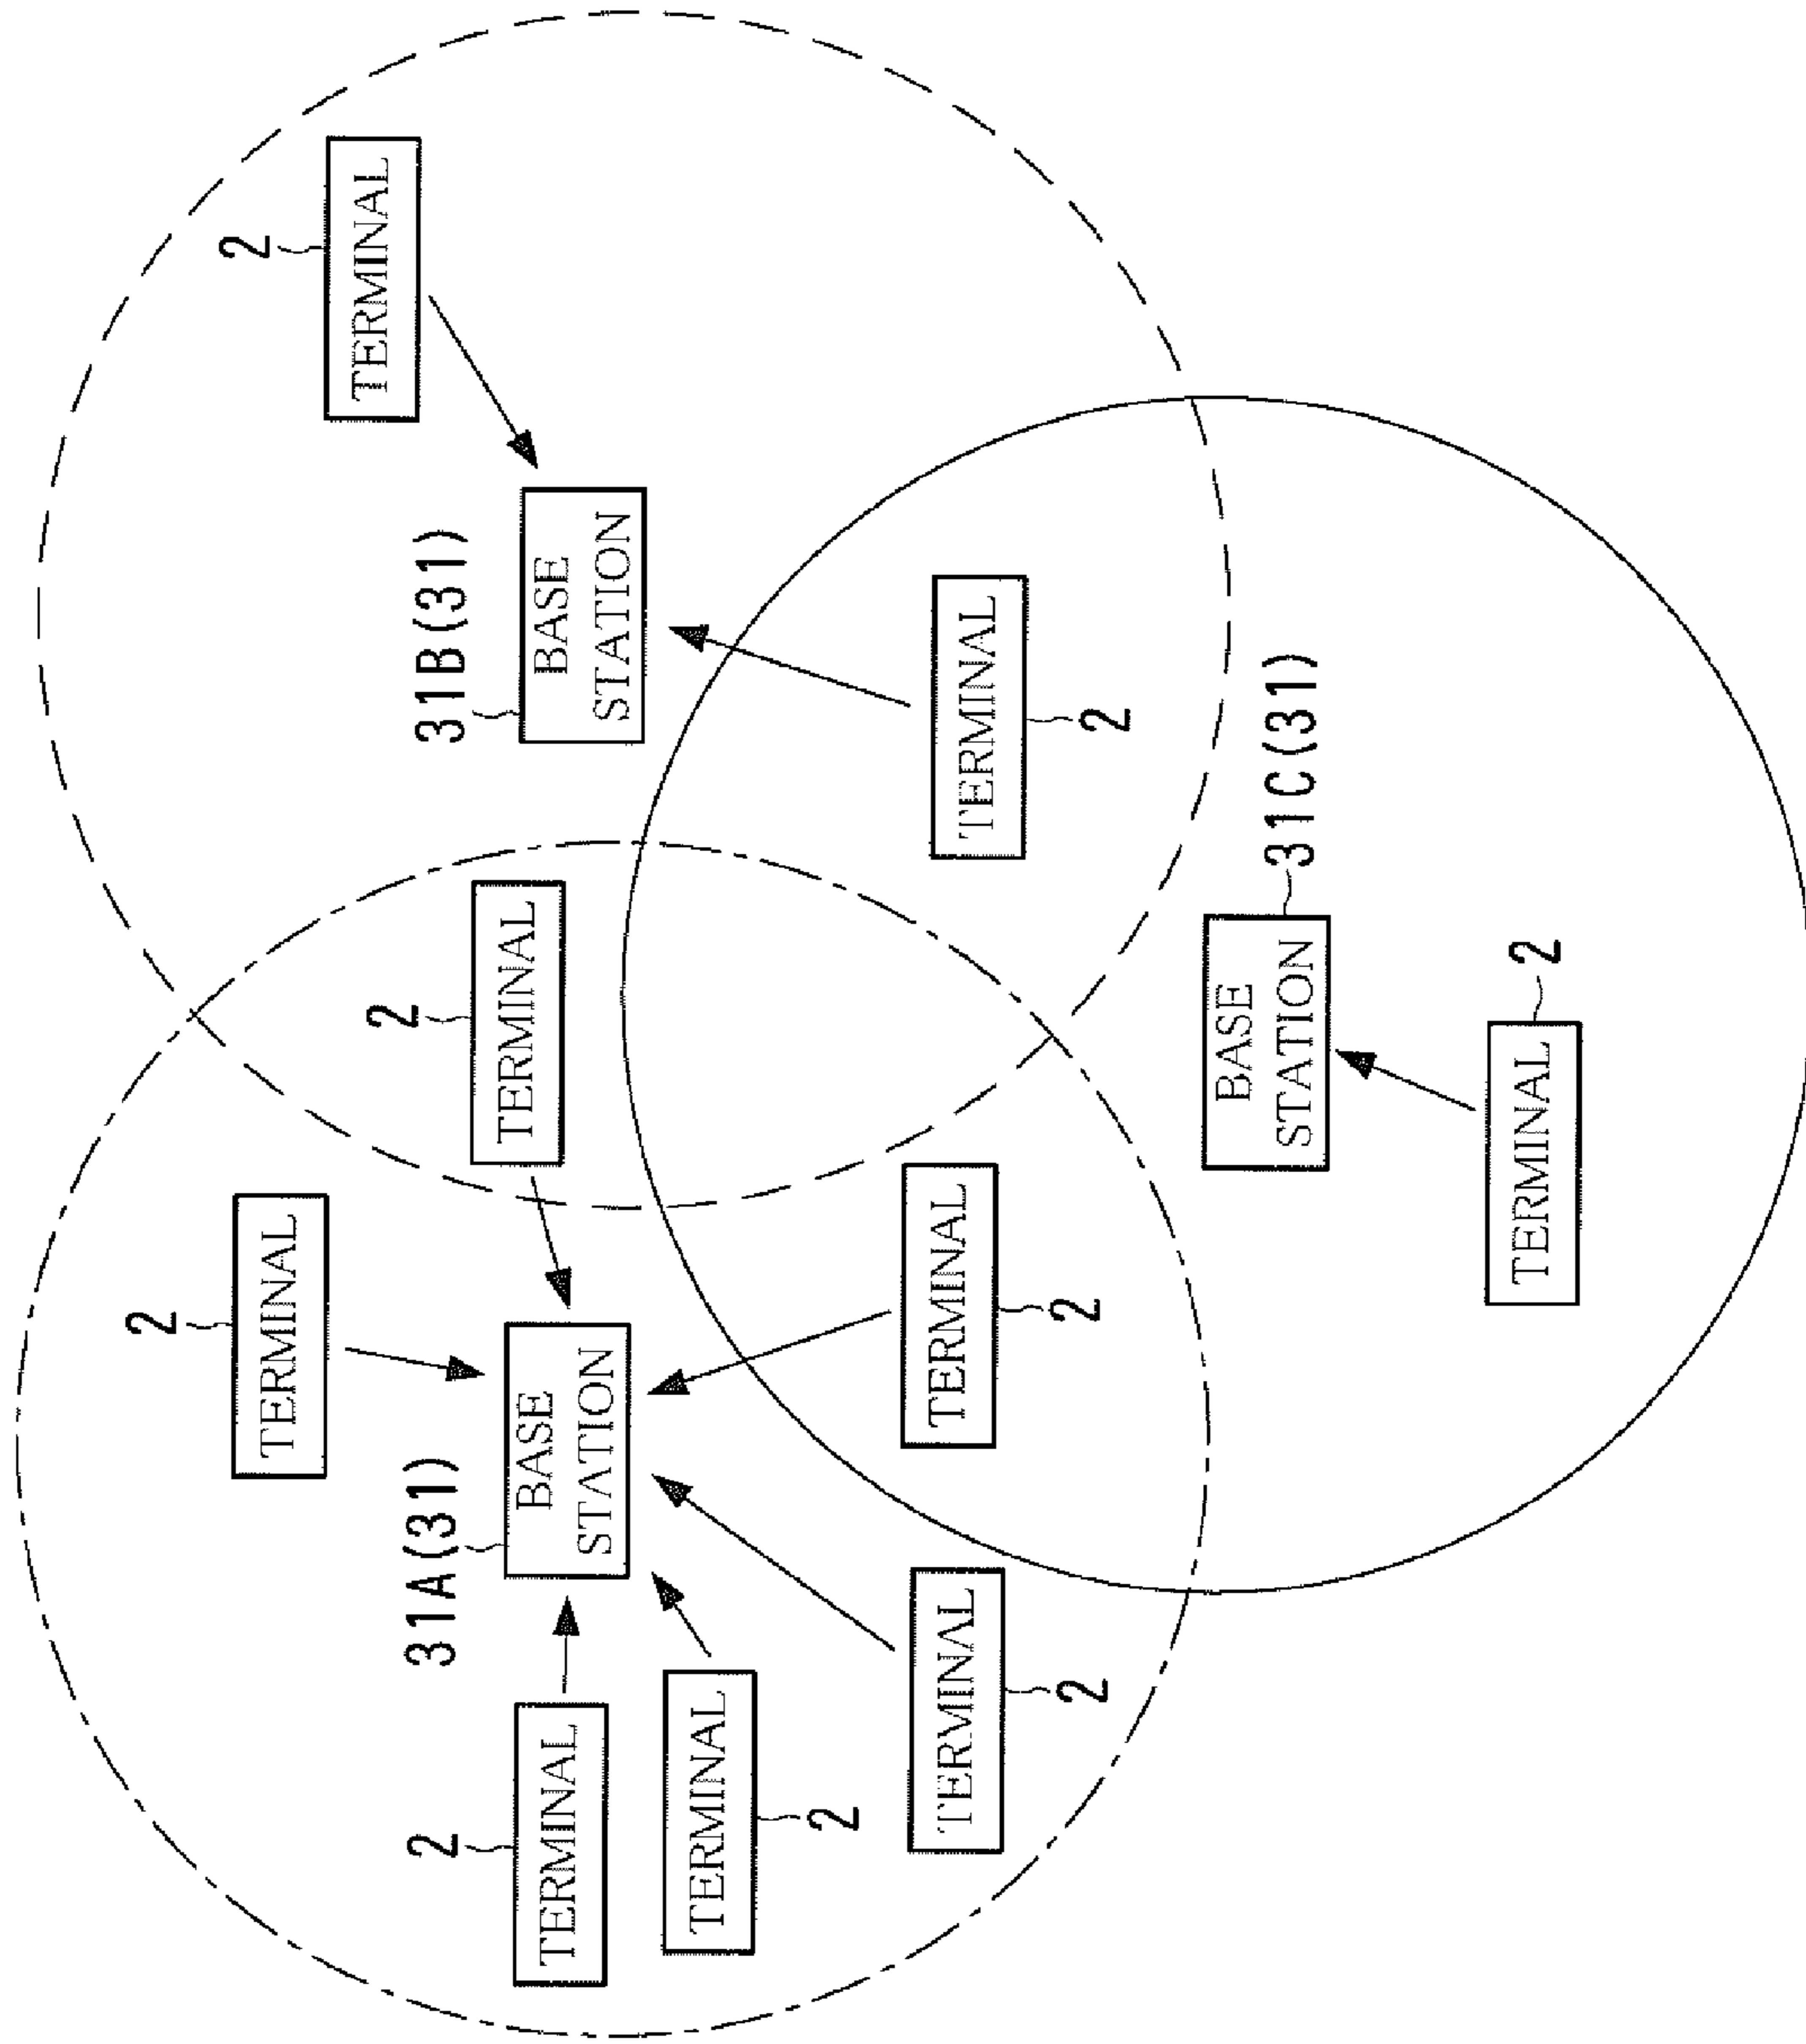 2
TERMINAL
2
TERMINAL
2
TERMINAL
31A(31)
BASE
STATION
2
TERMINAL
31B(31)
BASE
STATION
TERMINAL
2
TERMINAL
2
TERMINAL
2
TERMINAL
2
31C(31)
BASE
STATION
2
TERMINAL